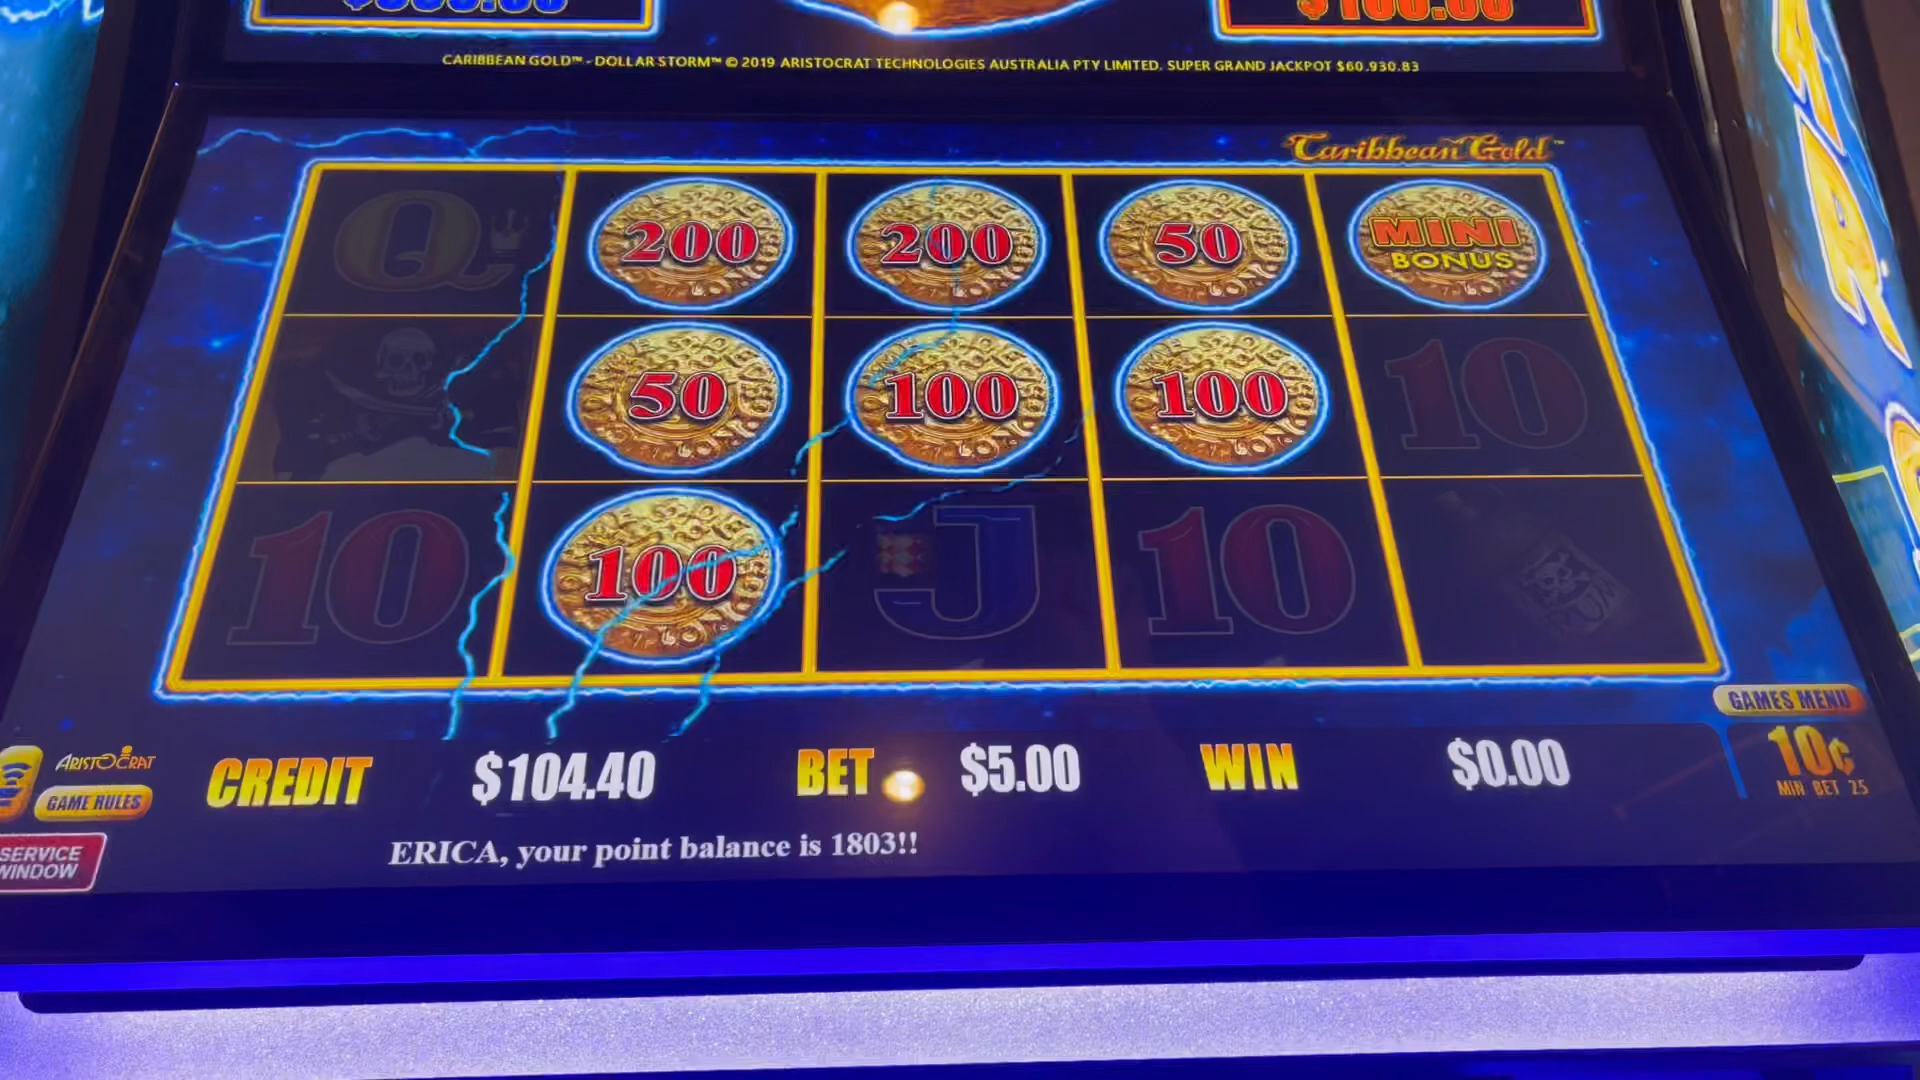 $100.00
CARIBBEAN GOLD™ - DOLLAR STORM™ © 2019 ARISTOCRAT TECHNOLOGIES AUSTRALIA PTY LIMITED. SUPER GRAND JACKPOT $60,930.83
Caribbean Gold™
Q 200 200 50 MINI BONUS
50 100 100 10
10 100 J 10
GAMES MENU
ARISTOCRAT
GAME RULES
CREDIT $104.40 BET $5.00 WIN $0.00
10¢
MIN BET 25
ERICA, your point balance is 1803!!
SERVICE
WINDOW